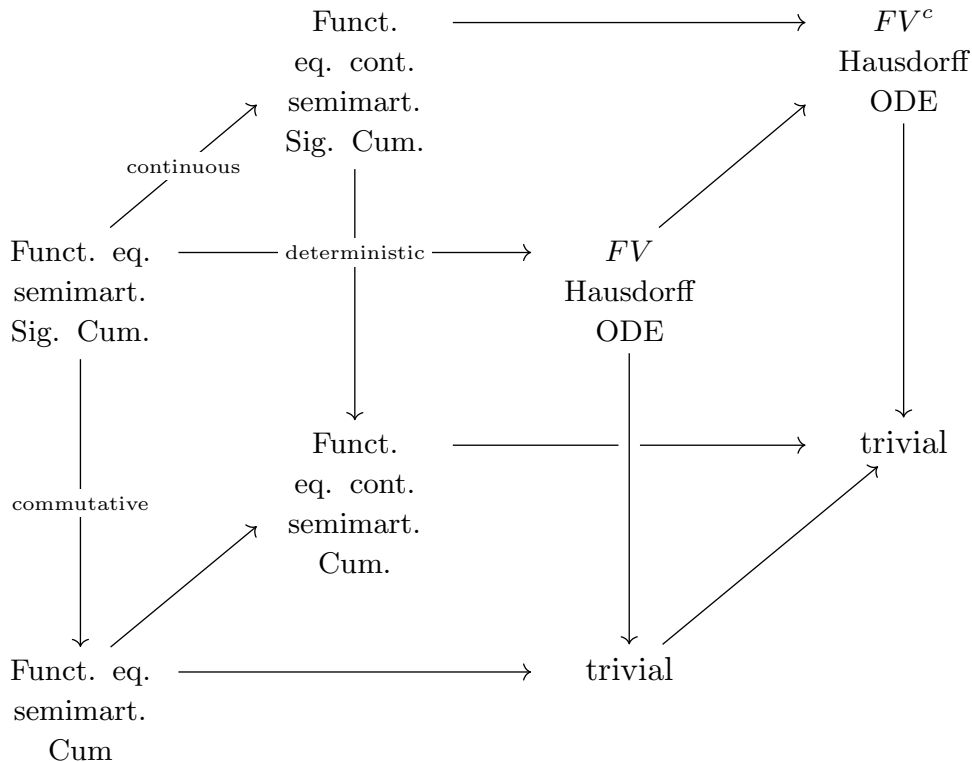 Funct.
eq. cont.
semimart.
Sig. Cum.
FVᶜ
Hausdorff
ODE
continuous
Funct. eq.
semimart.
Sig. Cum.
deterministic
FV
Hausdorff
ODE
Funct.
eq. cont.
semimart.
Cum.
trivial
commutative
Funct. eq.
semimart.
Cum
trivial